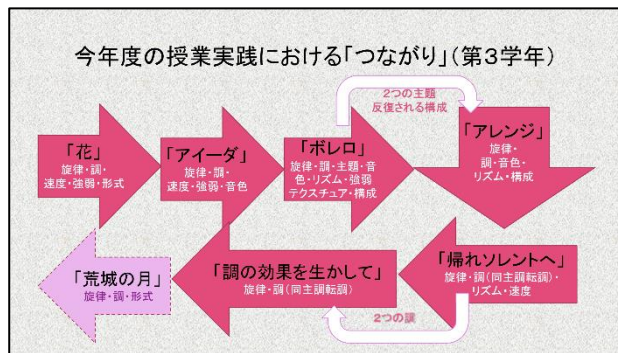 今年度の授業実践における「つながり」(第3学年)
2つの主題
反復される構成
「花」
旋律・調・
速度・強弱・形式
「アイーダ」
旋律・調・
速度・強弱・音色
「ボレロ」
旋律・調・主題・音
色・リズム・強弱
テクスチュア・構成
「アレンジ」
旋律・
調・音色・
リズム・構成
「帰れソレントへ」
旋律・調(同主調転調)・
リズム・速度
2つの調
「調の効果を生かして」
旋律・調(同主調転調)
「荒城の月」
旋律・調・形式